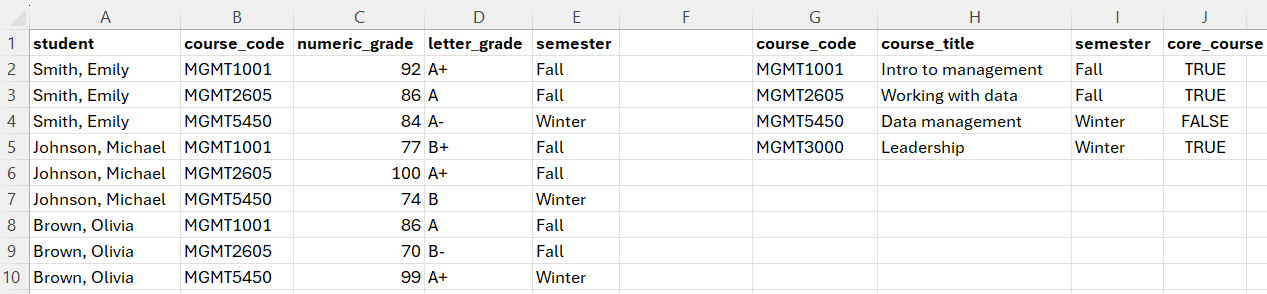 A B C D E F G H I J
1 student course_code numeric_grade letter_grade semester course_code course_title semester core_course
2 Smith, Emily MGMT1001 92 A+ Fall MGMT1001 Intro to management Fall TRUE
3 Smith, Emily MGMT2605 86 A Fall MGMT2605 Working with data Fall TRUE
4 Smith, Emily MGMT5450 84 A- Winter MGMT5450 Data management Winter FALSE
5 Johnson, Michael MGMT1001 77 B+ Fall MGMT3000 Leadership Winter TRUE
6 Johnson, Michael MGMT2605 100 A+ Fall
7 Johnson, Michael MGMT5450 74 B Winter
8 Brown, Olivia MGMT1001 86 A Fall
9 Brown, Olivia MGMT2605 70 B- Fall
10 Brown, Olivia MGMT5450 99 A+ Winter